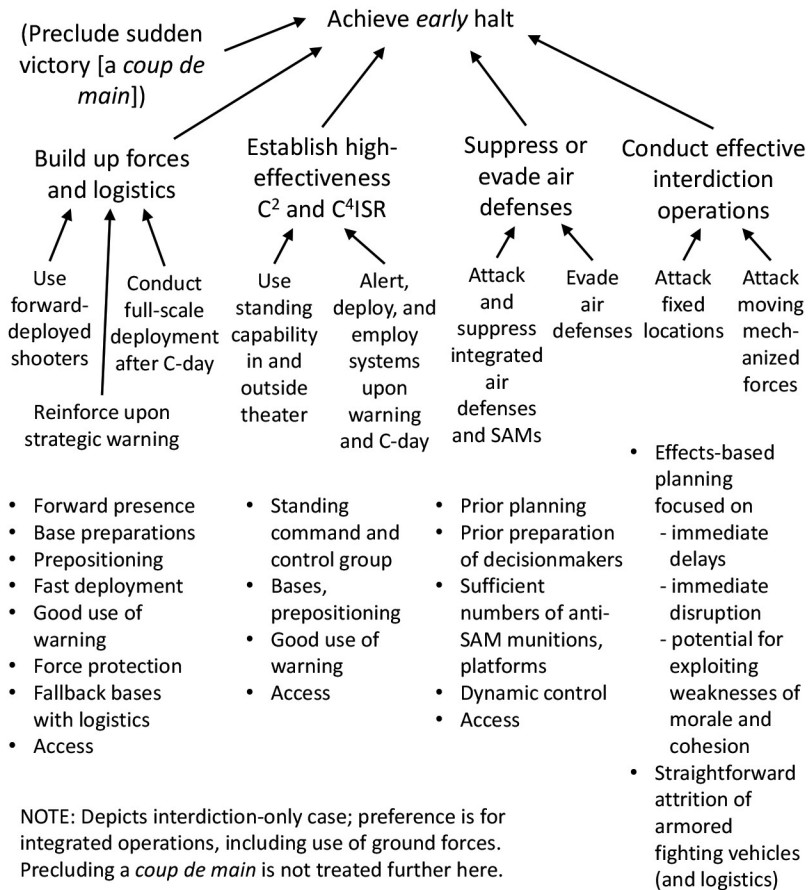 Achieve early halt
(Preclude sudden
victory [a coup de
main])
Build up forces
and logistics
Establish high-
effectiveness
C² and C⁴ISR
Suppress or
evade air
defenses
Conduct effective
interdiction
operations
Use
forward-
deployed
shooters
Conduct
full-scale
deployment
after C-day
Reinforce upon
strategic warning
Use
standing
capability
in and
outside
theater
Alert,
deploy, and
employ
systems
upon
warning
and C-day
Attack
and
suppress
integrated
air
defenses
and SAMs
Evade
air
defenses
Attack
fixed
locations
Attack
moving
mech-
anized
forces
• Forward presence
• Base preparations
• Prepositioning
• Fast deployment
• Good use of
warning
• Force protection
• Fallback bases
with logistics
• Access
• Standing
command and
control group
• Bases,
prepositioning
• Good use of
warning
• Access
• Prior planning
• Prior preparation
of decisionmakers
• Sufficient
numbers of anti-
SAM munitions,
platforms
• Dynamic control
• Access
• Effects-based
planning
focused on
- immediate
delays
- immediate
disruption
- potential for
exploiting
weaknesses of
morale and
cohesion
• Straightforward
attrition of
armored
fighting vehicles
(and logistics)
NOTE: Depicts interdiction-only case; preference is for
integrated operations, including use of ground forces.
Precluding a coup de main is not treated further here.